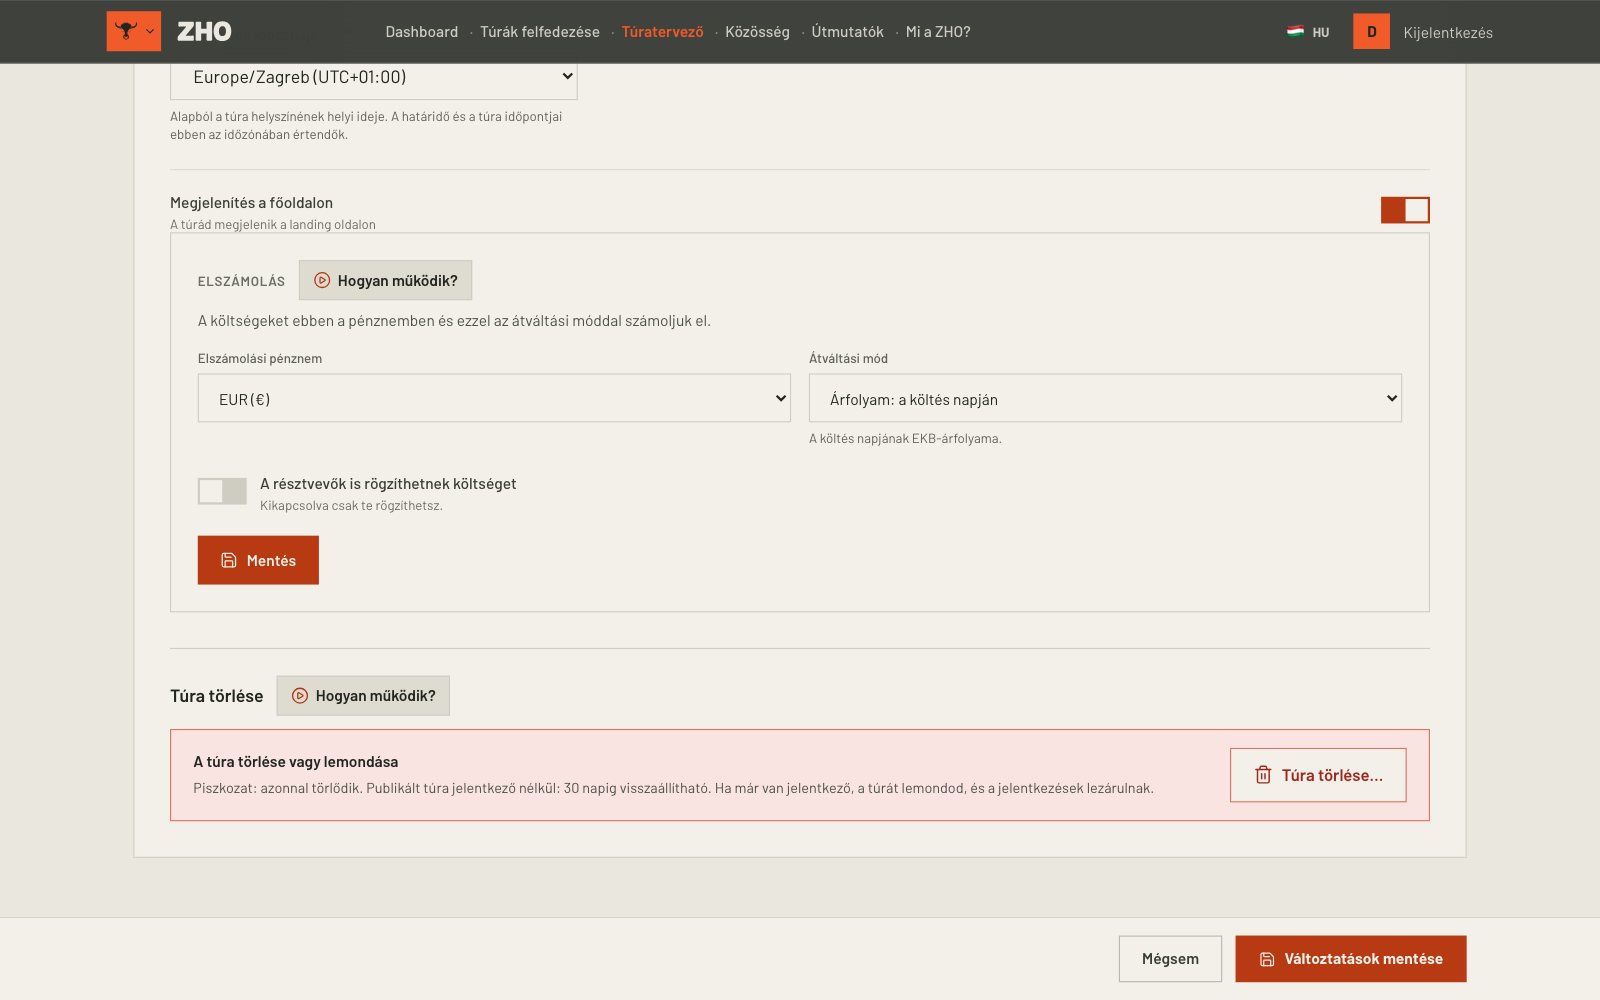 ZHO
Dashboard · Túrák felfedezése · Túratervező · Közösség · Útmutatók · Mi a ZHO?
HU
D
Kijelentkezés
Europe/Zagreb (UTC+01:00)
Alapból a túra helyszínének helyi ideje. A határidő és a túra időpontjai
ebben az időzónában értendők.
Megjelenítés a főoldalon
A túrád megjelenik a landing oldalon
ELSZÁMOLÁS
Hogyan működik?
A költségeket ebben a pénznemben és ezzel az átváltási móddal számoljuk el.
Elszámolási pénznem
Átváltási mód
EUR (€)
Árfolyam: a költés napján
A költés napjának EKB-árfolyama.
A résztvevők is rögzíthetnek költséget
Kikapcsolva csak te rögzíthetsz.
Mentés
Túra törlése
Hogyan működik?
A túra törlése vagy lemondása
Piszkozat: azonnal törlődik. Publikált túra jelentkező nélkül: 30 napig visszaállítható. Ha már van jelentkező, a túrát lemondod, és a jelentkezések lezárulnak.
Túra törlése...
Mégsem
Változtatások mentése